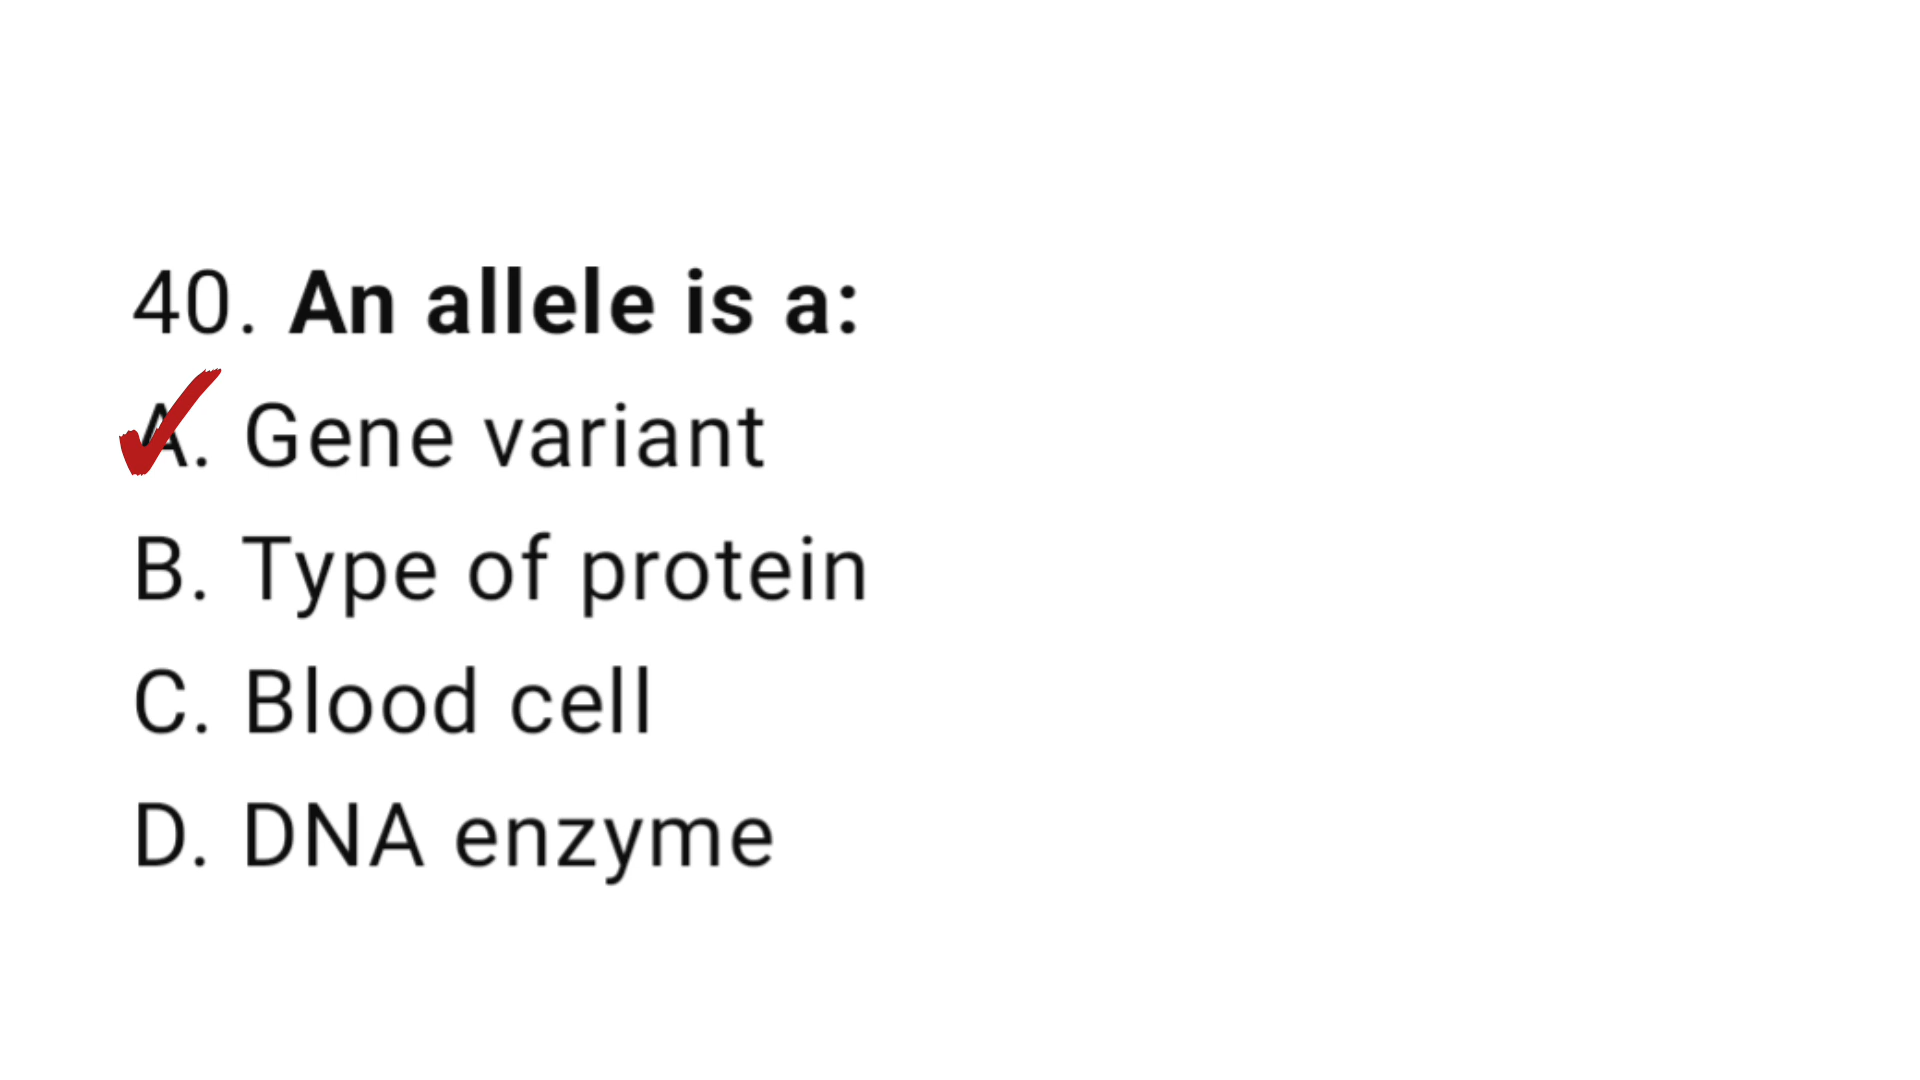 40. An allele is a:
A. Gene variant
B. Type of protein
C. Blood cell
D. DNA enzyme